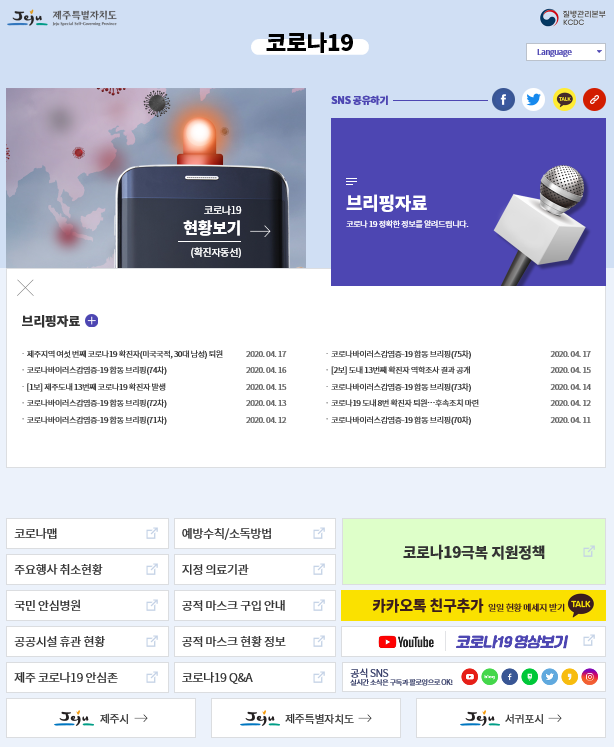 Jeju 제주특별자치도
Jeju Special Self-Governing Province
질병관리본부
KCDC
코로나19
Language
SNS 공유하기
TALK
코로나19
현황보기
(확진자동선)
브리핑자료
코로나 19 정확한 정보를 알려드립니다.
브리핑자료
· 제주지역 여섯 번째 코로나19 확진자(미국국적, 30대 남성) 퇴원 2020. 04. 17
· 코로나바이러스감염증-19 합동 브리핑(75차) 2020. 04. 17
· 코로나바이러스감염증-19 합동 브리핑(74차) 2020. 04. 16
· [2보] 도내 13번째 확진자 역학조사 결과 공개 2020. 04. 15
· [1보] 제주도내 13번째 코로나19 확진자 발생 2020. 04. 15
· 코로나바이러스감염증-19 합동 브리핑(73차) 2020. 04. 14
· 코로나바이러스감염증-19 합동 브리핑(72차) 2020. 04. 13
· 코로나19 도내 8번 확진자 퇴원…후속조치 마련 2020. 04. 12
· 코로나바이러스감염증-19 합동 브리핑(71차) 2020. 04. 12
· 코로나바이러스감염증-19 합동 브리핑(70차) 2020. 04. 11
코로나맵
예방수칙/소독방법
코로나19극복 지원정책
주요행사 취소현황
지정 의료기관
국민 안심병원
공적 마스크 구입 안내
카카오톡 친구추가 일일 현황 메세지 받기 TALK
공공시설 휴관 현황
공적 마스크 현황 정보
YouTube 코로나19 영상보기
제주 코로나19 안심존
코로나19 Q&A
공식 SNS
실시간 소식은 구독과 팔로잉으로 OK!
Jeju 제주시
Jeju 제주특별자치도
Jeju 서귀포시